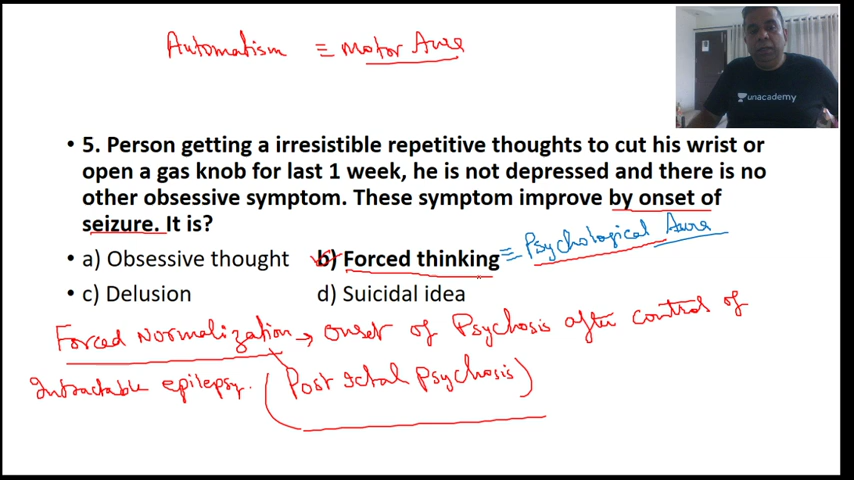 Automatism ≡ Motor Aura
unacademy
• 5. Person getting a irresistible repetitive thoughts to cut his wrist or
open a gas knob for last 1 week, he is not depressed and there is no
other obsessive symptom. These symptom improve by onset of
seizure. It is?
• a) Obsessive thought b) Forced thinking ≡ Psychological Aura
• c) Delusion d) Suicidal idea
Forced Normalization → Onset of Psychosis after control of
Intractable epilepsy. (Post Ictal Psychosis)